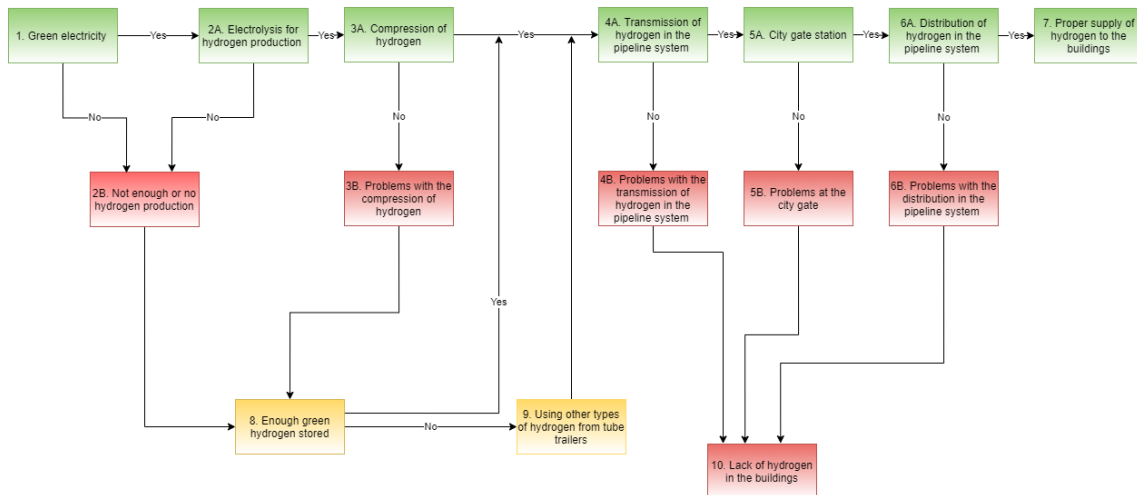 1. Green electricity
Yes
2A. Electrolysis for
hydrogen production
Yes
3A. Compression of
hydrogen
Yes
4A. Transmission of
hydrogen in the
pipeline system
Yes
5A. City gate station
Yes
6A. Distribution of
hydrogen in the
pipeline system
Yes
7. Proper supply of
hydrogen to the
buildings
No
No
No
No
No
No
2B. Not enough or no
hydrogen production
3B. Problems with the
compression of
hydrogen
4B. Problems with the
transmission of
hydrogen in the
pipeline system
5B. Problems at the
city gate
6B. Problems with the
distribution in the
pipeline system
Yes
8. Enough green
hydrogen stored
No
9. Using other types
of hydrogen from tube
trailers
10. Lack of hydrogen
in the buildings